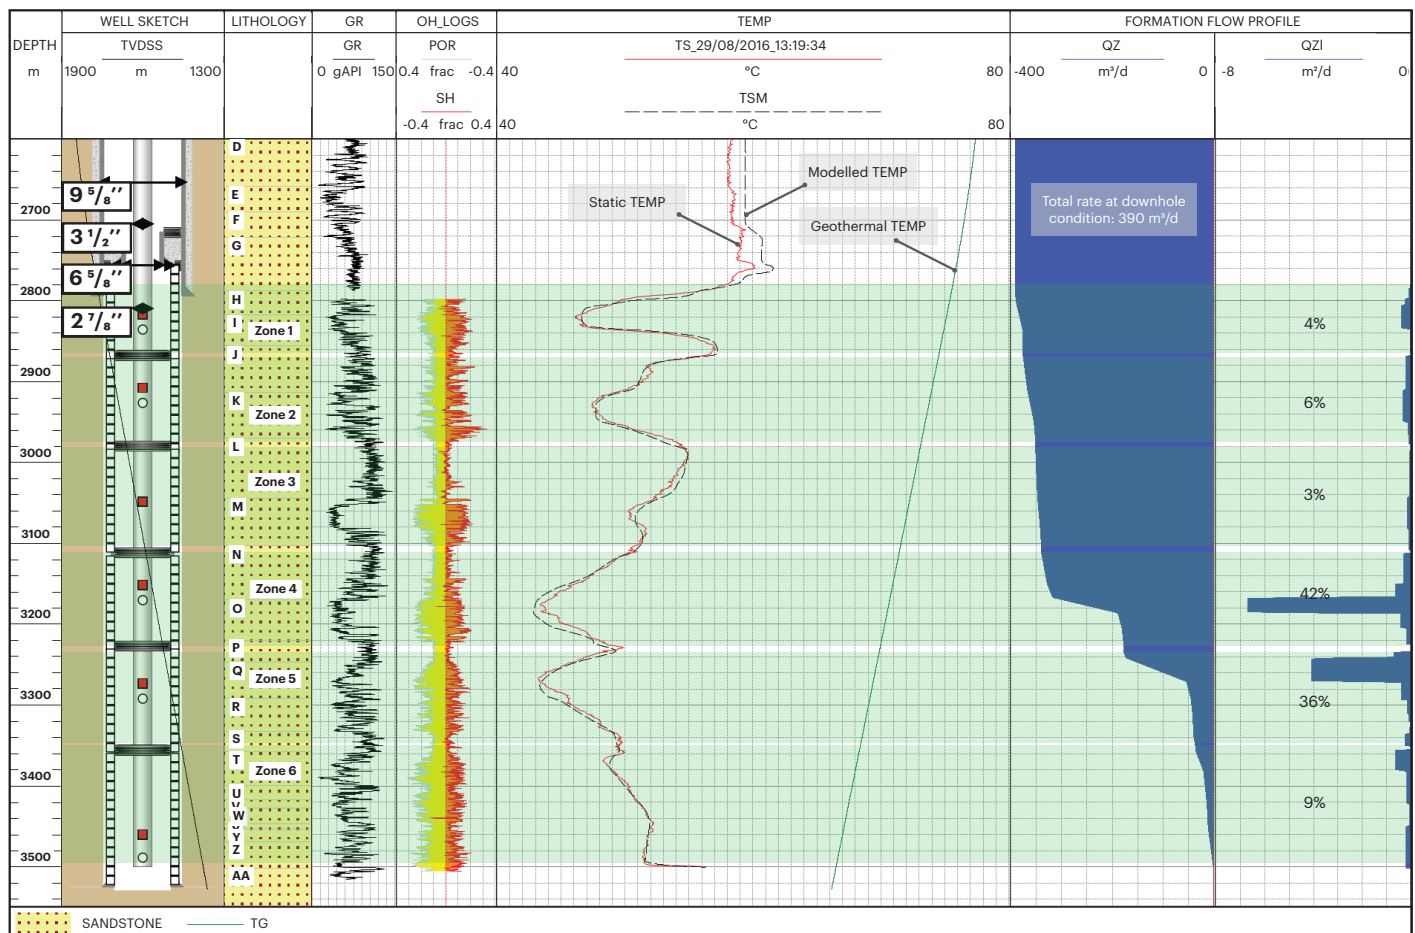 WELL SKETCH LITHOLOGY GR OH_LOGS TEMP FORMATION FLOW PROFILE
DEPTH TVDSS GR POR TS_29/08/2016_13:19:34 QZ QZI
m 1900 m 1300 0 gAPI 150 0.4 frac -0.4 40 °C 80 -400 m³/d 0 -8 m²/d 0
SH TSM
-0.4 frac 0.4 40 °C 80
D
Modelled TEMP
9 5/8’’
E
Static TEMP
Total rate at downhole
condition: 390 m³/d
2700
F
Geothermal TEMP
3 1/2’’
G
6 5/8’’
2800
H
2 7/8’’
I
Zone 1
4%
J
2900
K
6%
Zone 2
L
3000
Zone 3
3%
M
3100
N
Zone 4
42%
O
3200
P
Q
Zone 5
3300
36%
R
S
T
Zone 6
3400
U
9%
W
Y
Z
3500
AA
SANDSTONE TG